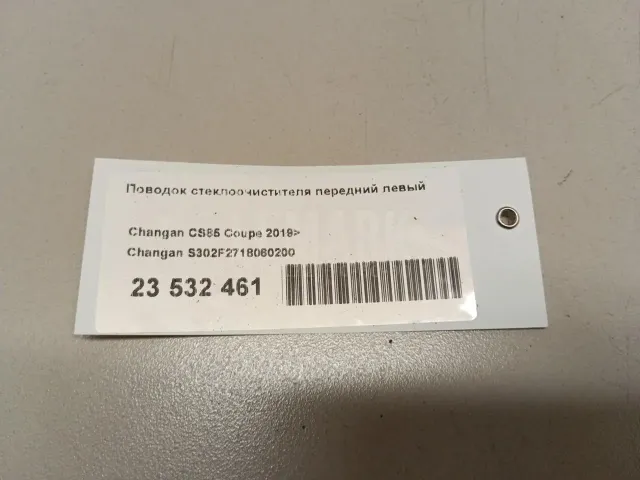 Поводок стеклоочистителя передний левый
Changan CS85 Coupe 2019>
Changan S302F2718060200
23 532 461